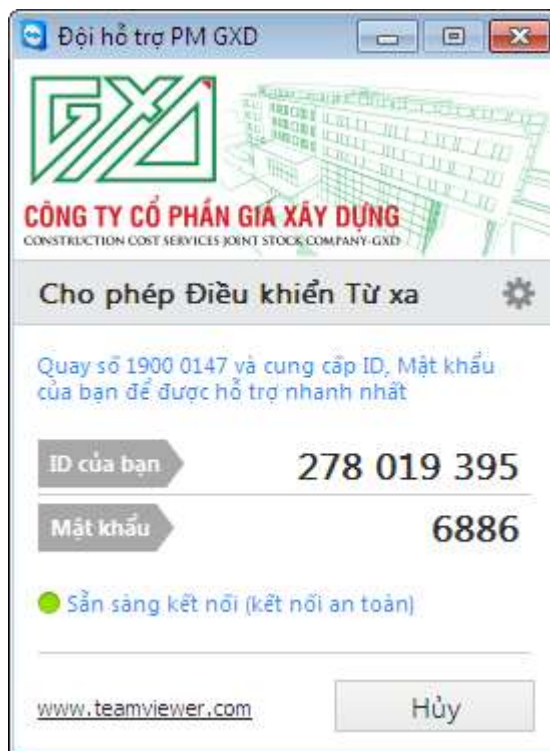 Đội hỗ trợ PM GXD
GXD
CÔNG TY CỔ PHẦN GIÁ XÂY DỰNG
CONSTRUCTION COST SERVICES JOINT STOCK COMPANY-GXD
Cho phép Điều khiển Từ xa
Quay số 1900 0147 và cung cấp ID, Mật khẩu
của bạn để được hỗ trợ nhanh nhất
ID của bạn 278 019 395
Mật khẩu 6886
Sẵn sàng kết nối (kết nối an toàn)
www.teamviewer.com Hủy